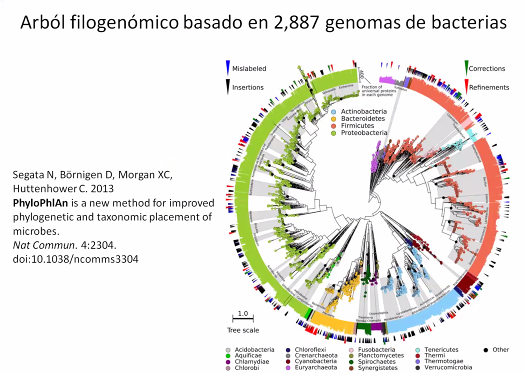 Arból filogenómico basado en 2,887 genomas de bacterias
Mislabeled
Insertions
Corrections
Refinements
Fraction of
universal proteins
in each genome
Actinobacteria
Bacteroidetes
Firmicutes
Proteobacteria
Segata N, Börnigen D, Morgan XC,
Huttenhower C. 2013
PhyloPhlAn is a new method for improved
phylogenetic and taxonomic placement of
microbes.
Nat Commun. 4:2304.
doi:10.1038/ncomms3304
1.0
Tree scale
Acidobacteria
Aquificae
Chlamydiae
Chlorobi
Chloroflexi
Crenarchaeota
Cyanobacteria
Euryarchaeota
Fusobacteria
Planctomycetes
Spirochaetes
Synergistetes
Tenericutes
Thermi
Thermotogae
Verrucomicrobia
Other